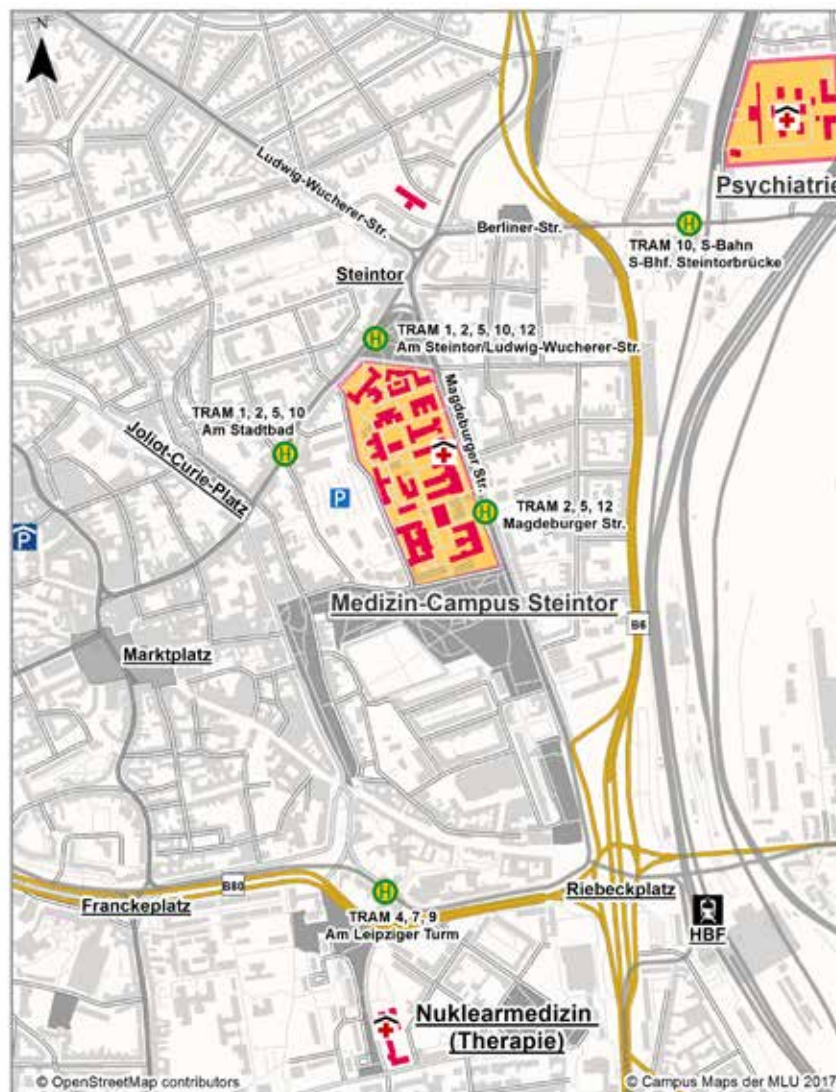 N
Psychiatrie
Ludwig-Wucherer-Str.
Berliner-Str.
H
TRAM 10, S-Bahn
S-Bhf. Steintorbrücke
Steintor
H
TRAM 1, 2, 5, 10, 12
Am Steintor/Ludwig-Wucherer-Str.
TRAM 1, 2, 5, 10
Am Stadtbad
H
Magdeburger Str.
Joliot-Curie-Platz
P
H
TRAM 2, 5, 12
Magdeburger Str.
P
Medizin-Campus Steintor
B6
Marktplatz
B80
H
Franckeplatz
TRAM 4, 7, 9
Am Leipziger Turm
Riebeckplatz
HBF
Nuklearmedizin
(Therapie)
© OpenStreetMap contributors
© Campus Maps der MLU 2017